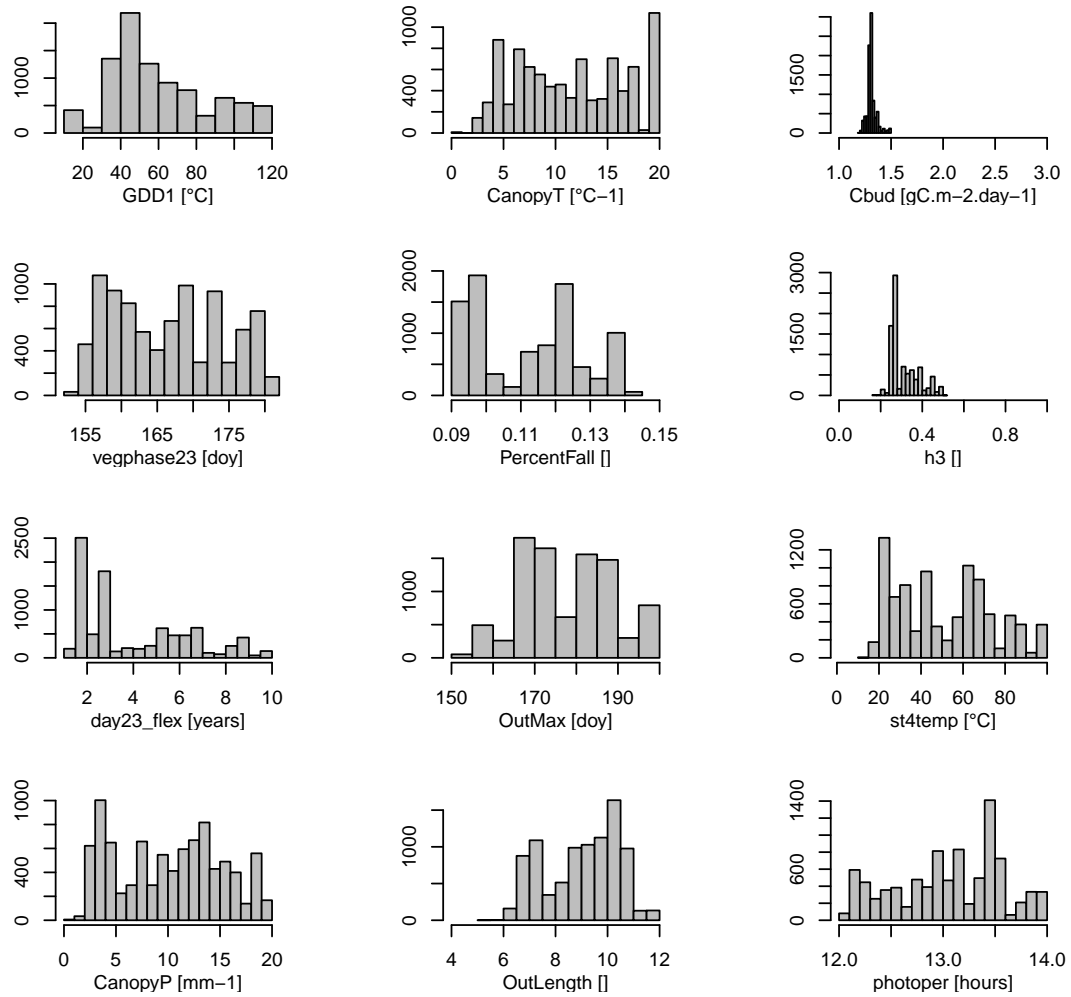 0 1000
20 40 60 80 120
GDD1 [°C]
0 400 1000
0 5 10 15 20
CanopyT [°C−1]
0 1500
1.0 1.5 2.0 2.5 3.0
Cbud [gC.m−2.day−1]
0 400 1000
155 165 175
vegphase23 [doy]
0 1000 2000
0.09 0.11 0.13 0.15
PercentFall []
0 1500 3000
0.0 0.4 0.8
h3 []
0 1000 2500
2 4 6 8 10
day23_flex [years]
0 1000
150 170 190
OutMax [doy]
0 600 1200
0 20 40 60 80
st4temp [°C]
0 400 1000
0 5 10 15 20
CanopyP [mm−1]
0 1000
4 6 8 10 12
OutLength []
0 600 1400
12.0 13.0 14.0
photoper [hours]